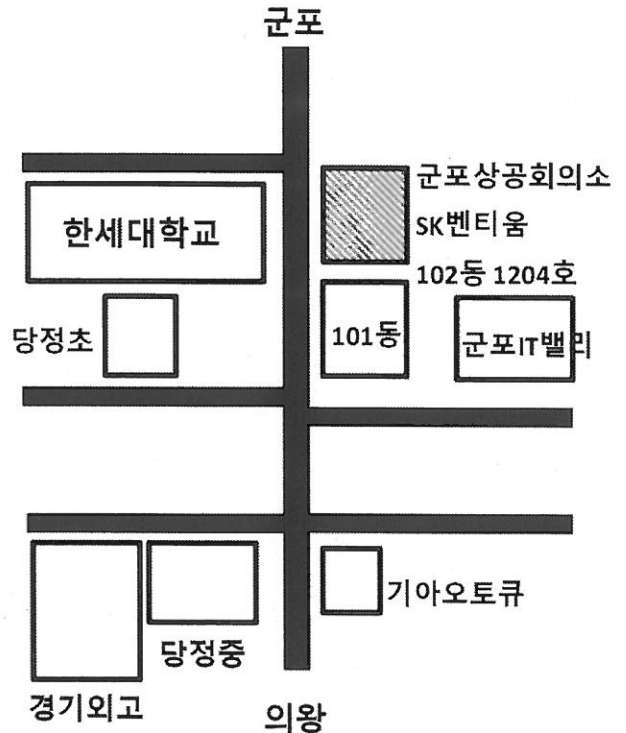 군포
군포상공회의소
SK벤티움
102동 1204호
한세대학교
당정초
101동
군포IT밸리
기아오토큐
당정중
경기외고
의왕